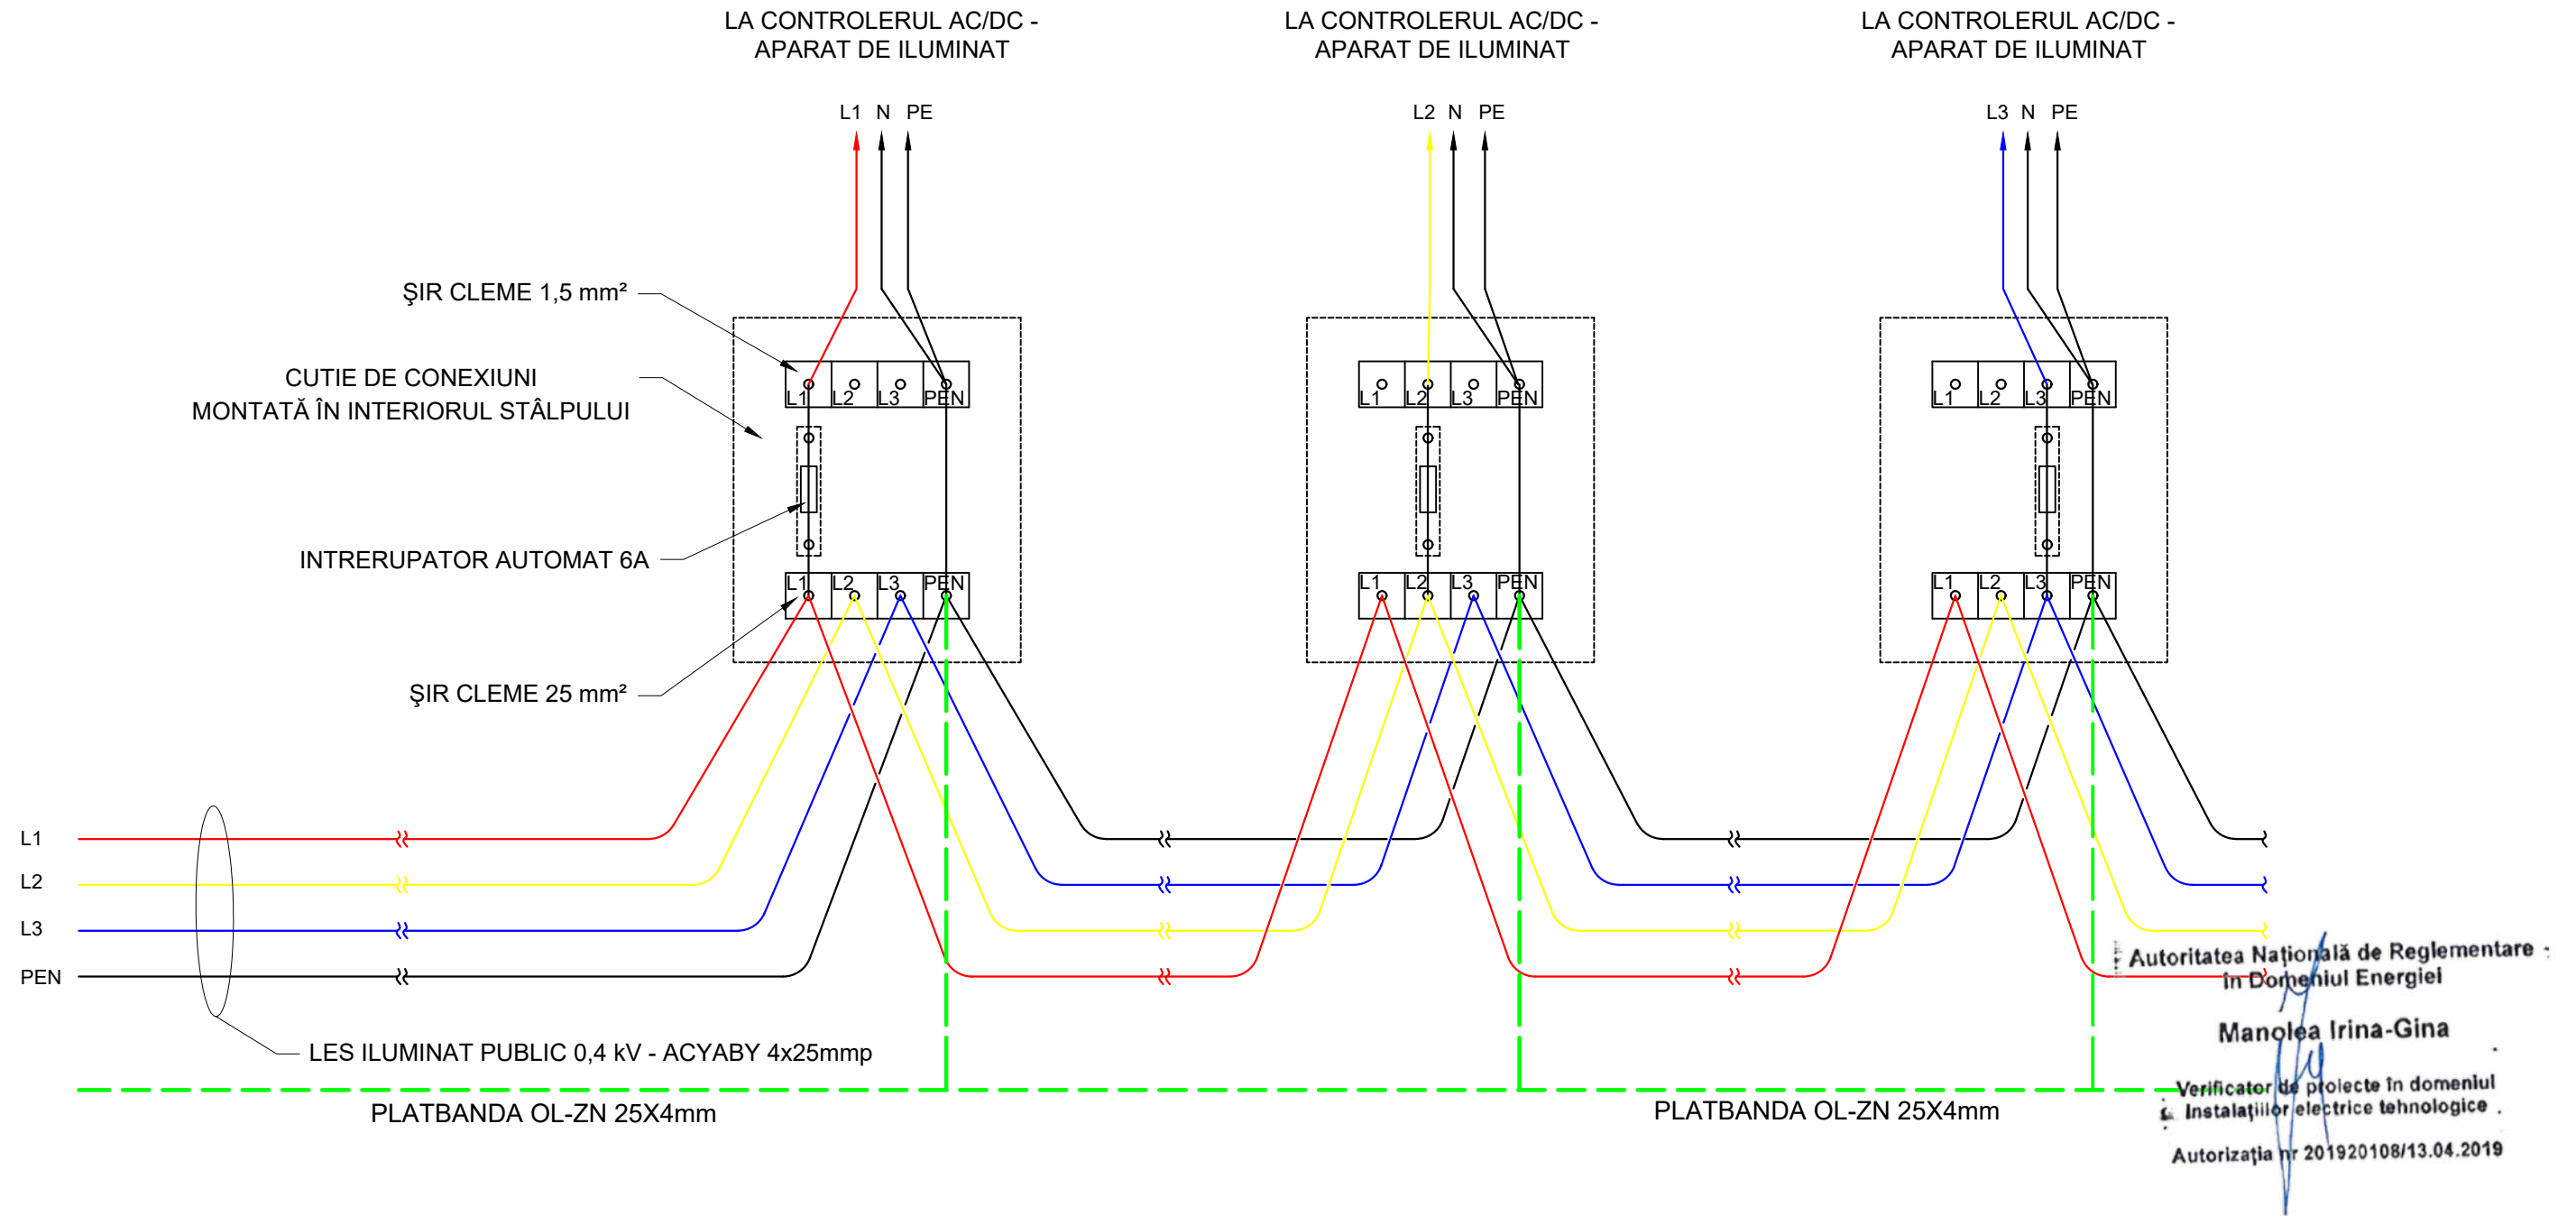 LA CONTROLERUL AC/DC -
APARAT DE ILUMINAT
LA CONTROLERUL AC/DC -
APARAT DE ILUMINAT
LA CONTROLERUL AC/DC -
APARAT DE ILUMINAT
L1 N PE
L2 N PE
L3 N PE
ŞIR CLEME 1,5 mm²
CUTIE DE CONEXIUNI
MONTATĂ ÎN INTERIORUL STÂLPULUI
L1 L2 L3 PEN
L1 L2 L3 PEN
L1 L2 L3 PEN
INTRERUPATOR AUTOMAT 6A
L1 L2 L3 PEN
L1 L2 L3 PEN
L1 L2 L3 PEN
ŞIR CLEME 25 mm²
L1
L2
L3
PEN
LES ILUMINAT PUBLIC 0,4 kV - ACYABY 4x25mmp
PLATBANDA OL-ZN 25X4mm
PLATBANDA OL-ZN 25X4mm
Autoritatea Naţională de Reglementare
în Domeniul Energiei
Manolea Irina-Gina
Verificator de proiecte în domeniul
Instalaţiilor electrice tehnologice
Autorizaţia nr 201920108/13.04.2019